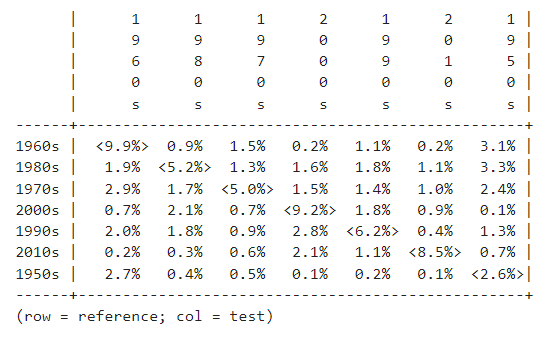 |      1      1      1      2      1      2      1 |
       |      9      9      9      0      9      0      9 |
       |      6      8      7      0      9      1      5 |
       |      0      0      0      0      0      0      0 |
       |      s      s      s      s      s      s      s |
-------+--------------------------------------------------+
1960s | <9.9%> 0.9% 1.5% 0.2% 1.1% 0.2% 3.1% |
1980s | 1.9% <5.2%> 1.3% 1.6% 1.8% 1.1% 3.3% |
1970s | 2.9% 1.7% <5.0%> 1.5% 1.4% 1.0% 2.4% |
2000s | 0.7% 2.1% 0.7% <9.2%> 1.8% 0.9% 0.1% |
1990s | 2.0% 1.8% 0.9% 2.8% <6.2%> 0.4% 1.3% |
2010s | 0.2% 0.3% 0.6% 2.1% 1.1% <8.5%> 0.7% |
1950s | 2.7% 0.4% 0.5% 0.1% 0.2% 0.1% <2.6%>|
-------+--------------------------------------------------+
(row = reference; col = test)